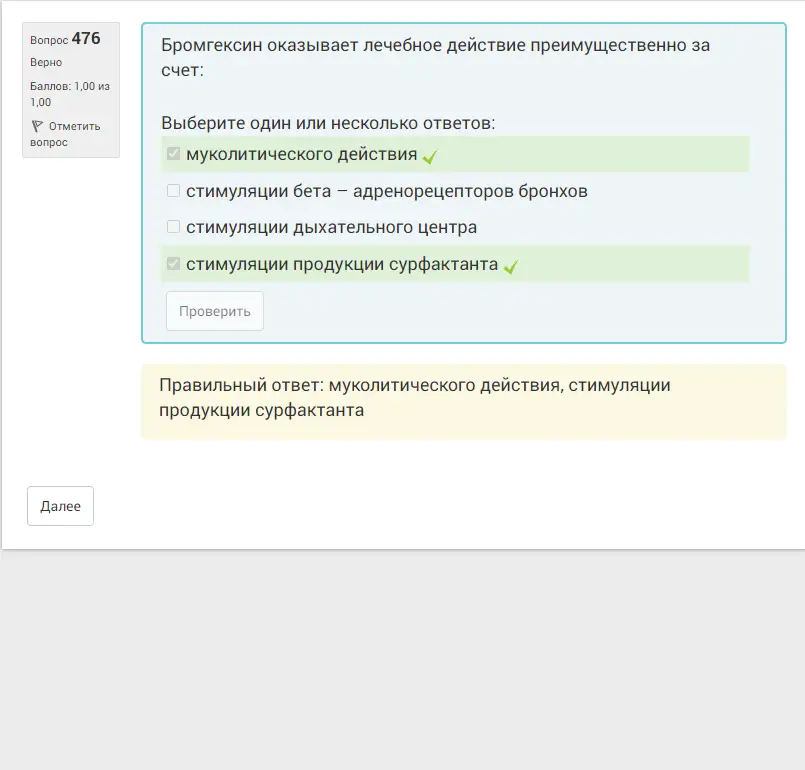 Вопрос 476
Верно
Баллов: 1,00 из
1,00
Отметить
вопрос
Бромгексин оказывает лечебное действие преимущественно за
счет:
Выберите один или несколько ответов:
муколитического действия
стимуляции бета – адренорецепторов бронхов
стимуляции дыхательного центра
стимуляции продукции сурфактанта
Проверить
Правильный ответ: муколитического действия, стимуляции
продукции сурфактанта
Далее